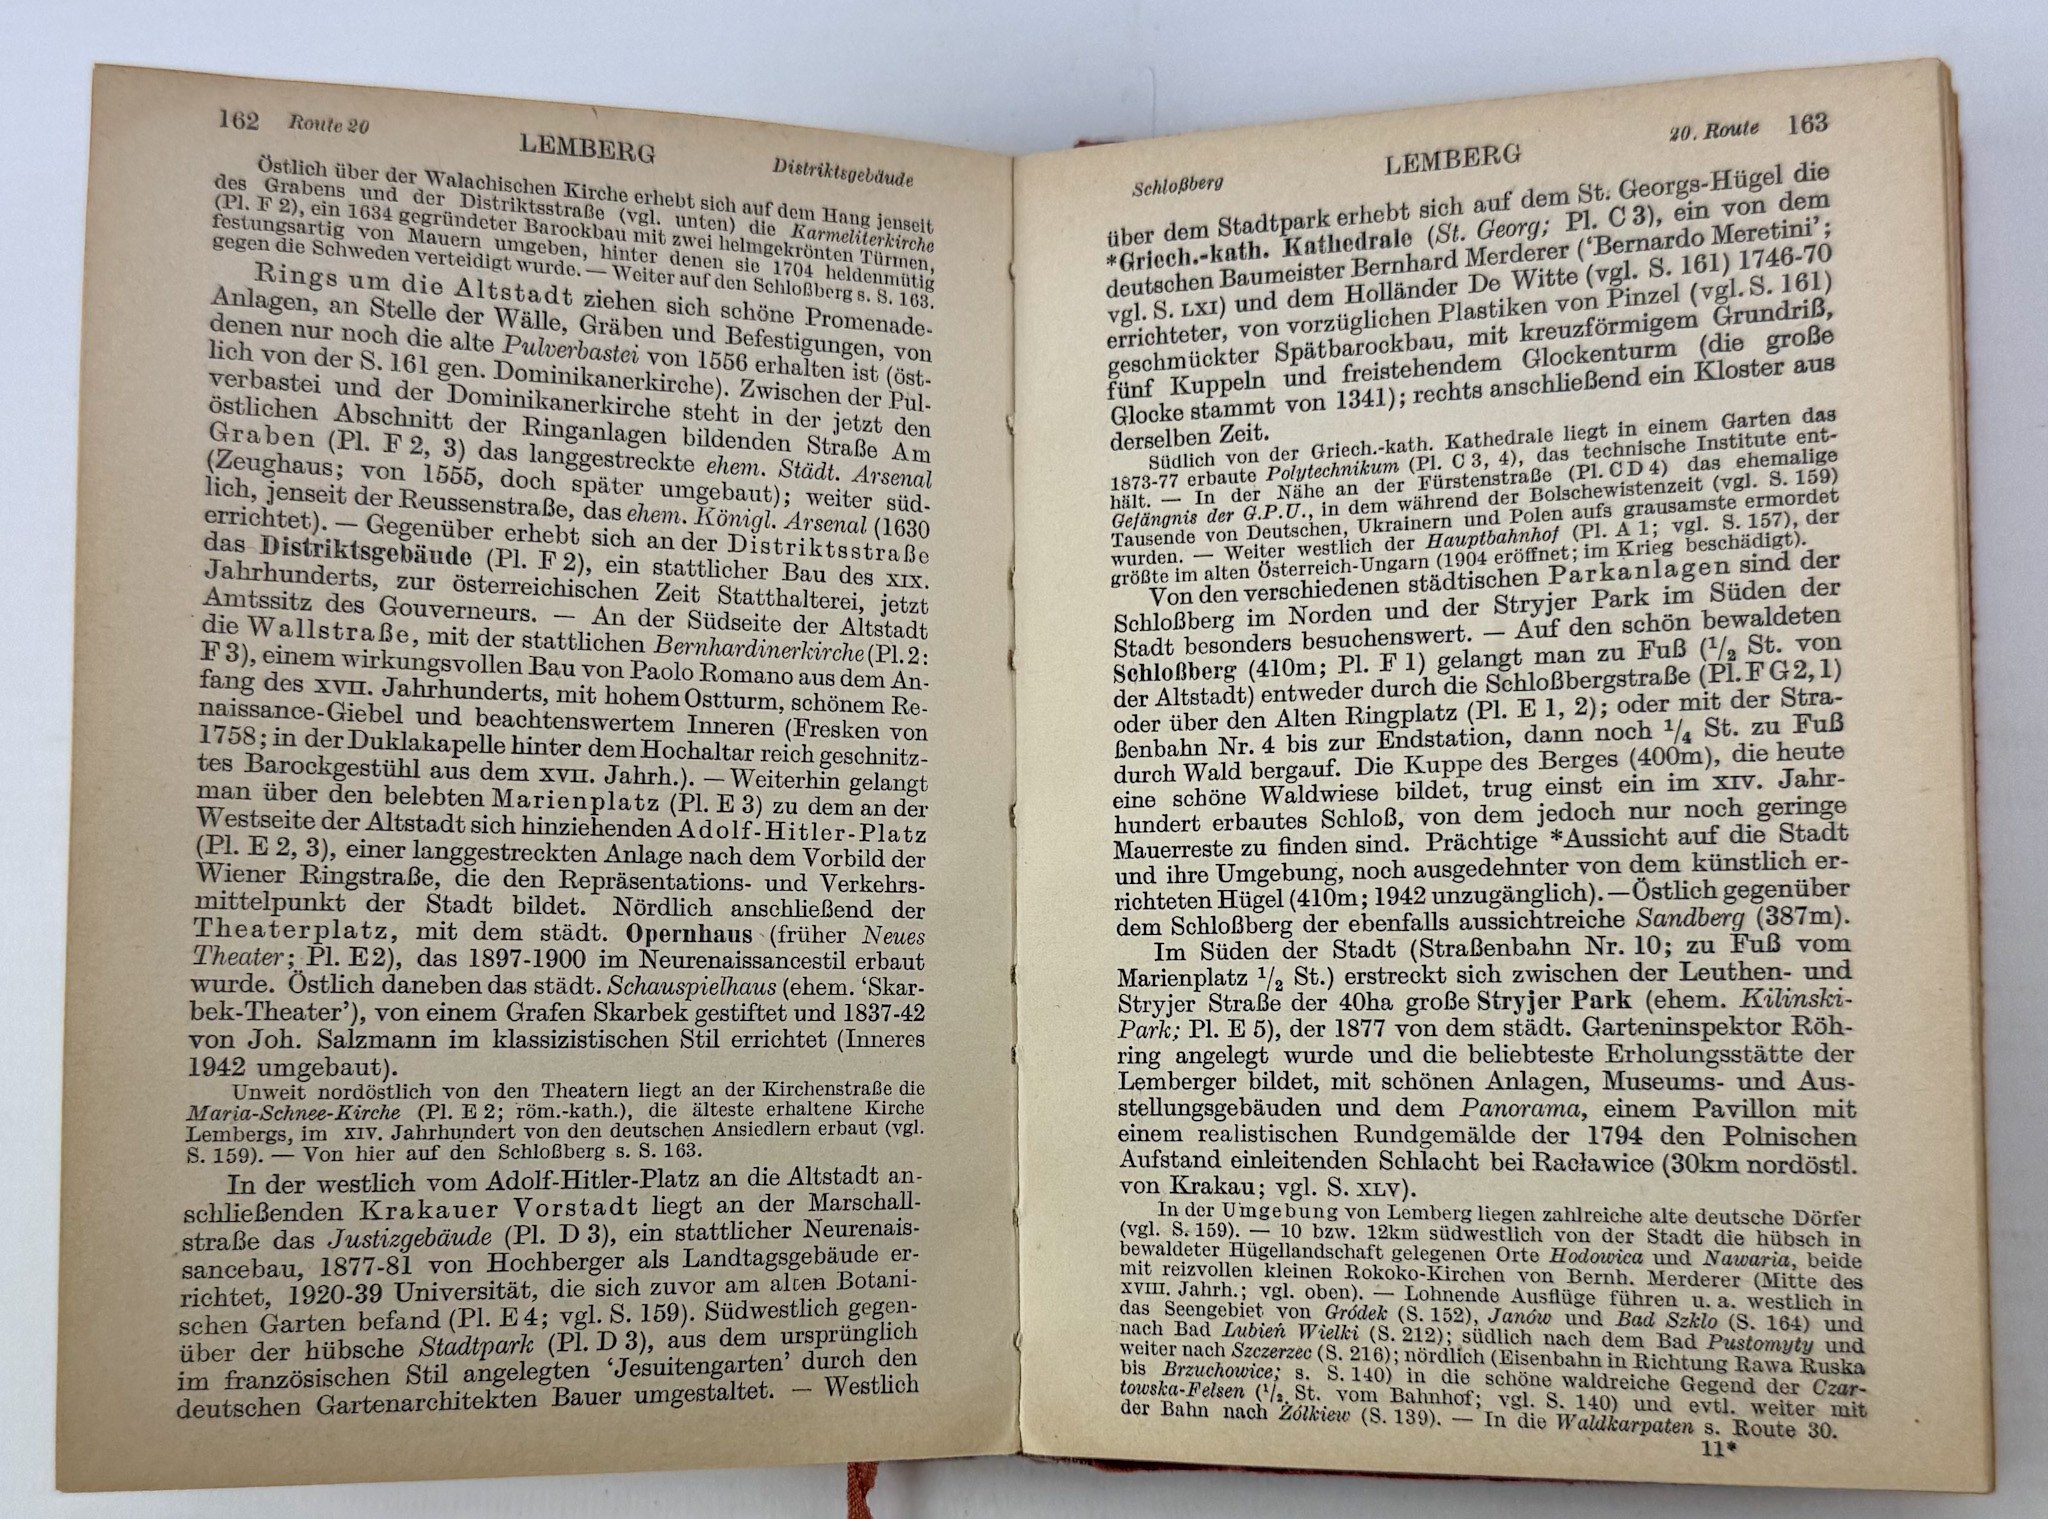 162 Route 20
LEMBERG
Distriktsgebäude
Östlich über der Walachischen Kirche erhebt sich auf dem Hang jenseit
des Grabens und der Distriktsstraße (vgl. unten) die Karmeliterkirche
(Pl. F 2), ein 1634 gegründeter Barockbau mit zwei helmgekrönten Türmen,
festungsartig von Mauern umgeben, hinter denen sie 1704 heldenmütig
gegen die Schweden verteidigt wurde. — Weiter auf den Schloßberg s. S. 163.
Rings um die Altstadt ziehen sich schöne Promenade-
Anlagen, an Stelle der Wälle, Gräben und Befestigungen, von
denen nur noch die alte Pulverbastei von 1556 erhalten ist (öst-
lich von der S. 161 gen. Dominikanerkirche). Zwischen der Pul-
verbastei und der Dominikanerkirche steht in der jetzt den
östlichen Abschnitt der Ringanlagen bildenden Straße Am
Graben (Pl. F 2, 3) das langgestreckte ehem. Städt. Arsenal
(Zeughaus; von 1555, doch später umgebaut); weiter süd-
lich, jenseit der Reussenstraße, das ehem. Königl. Arsenal (1630
errichtet). — Gegenüber erhebt sich an der Distriktsstraße
das Distriktsgebäude (Pl. F 2), ein stattlicher Bau des XIX.
Jahrhunderts, zur österreichischen Zeit Statthalterei, jetzt
Amtssitz des Gouverneurs. — An der Südseite der Altstadt
die Wallstraße, mit der stattlichen Bernhardinerkirche (Pl. 2:
F 3), einem wirkungsvollen Bau von Paolo Romano aus dem An-
fang des XVII. Jahrhunderts, mit hohem Ostturm, schönem Re-
naissance-Giebel und beachtenswertem Inneren (Fresken von
1758; in der Duklakapelle hinter dem Hochaltar reich geschnitz-
tes Barockgestühl aus dem XVII. Jahrh.). — Weiterhin gelangt
man über den belebten Marienplatz (Pl. E 3) zu dem an der
Westseite der Altstadt sich hinziehenden Adolf-Hitler-Platz
(Pl. E 2, 3), einer langgestreckten Anlage nach dem Vorbild der
Wiener Ringstraße, die den Repräsentations- und Verkehrs-
mittelpunkt der Stadt bildet. Nördlich anschließend der
Theaterplatz, mit dem städt. Opernhaus (früher Neues
Theater; Pl. E2), das 1897-1900 im Neurenaissancestil erbaut
wurde. Östlich daneben das städt. Schauspielhaus (ehem. ‘Skar-
bek-Theater’), von einem Grafen Skarbek gestiftet und 1837-42
von Joh. Salzmann im klassizistischen Stil errichtet (Inneres
1942 umgebaut).
Unweit nordöstlich von den Theatern liegt an der Kirchenstraße die
Maria-Schnee-Kirche (Pl. E 2; röm.-kath.), die älteste erhaltene Kirche
Lembergs, im XIV. Jahrhundert von den deutschen Ansiedlern erbaut (vgl.
S. 159). — Von hier auf den Schloßberg s. S. 163.
In der westlich vom Adolf-Hitler-Platz an die Altstadt an-
schließenden Krakauer Vorstadt liegt an der Marschall-
straße das Justizgebäude (Pl. D 3), ein stattlicher Neurenais-
sancebau, 1877-81 von Hochberger als Landtagsgebäude er-
richtet, 1920-39 Universität, die sich zuvor am alten Botani-
schen Garten befand (Pl. E 4; vgl. S. 159). Südwestlich gegen-
über der hübsche Stadtpark (Pl. D 3), aus dem ursprünglich
im französischen Stil angelegten ‘Jesuitengarten’ durch den
deutschen Gartenarchitekten Bauer umgestaltet. — Westlich
Schloßberg
LEMBERG
20. Route 163
über dem Stadtpark erhebt sich auf dem St. Georgs-Hügel die
*Griech.-kath. Kathedrale (St. Georg; Pl. C 3), ein von dem
deutschen Baumeister Bernhard Merderer (‘Bernardo Meretini’;
vgl. S. LXI) und dem Holländer De Witte (vgl. S. 161) 1746-70
errichteter, von vorzüglichen Plastiken von Pinzel (vgl. S. 161)
geschmückter Spätbarockbau, mit kreuzförmigem Grundriß,
fünf Kuppeln und freistehendem Glockenturm (die große
Glocke stammt von 1341); rechts anschließend ein Kloster aus
derselben Zeit.
Südlich von der Griech.-kath. Kathedrale liegt in einem Garten das
1873-77 erbaute Polytechnikum (Pl. C 3, 4), das technische Institute ent-
hält. — In der Nähe an der Fürstenstraße (Pl. C D 4) das ehemalige
Gefängnis der G.P.U., in dem während der Bolschewistenzeit (vgl. S. 159)
Tausende von Deutschen, Ukrainern und Polen aufs grausamste ermordet
wurden. — Weiter westlich der Hauptbahnhof (Pl. A 1; vgl. S. 157), der
größte im alten Österreich-Ungarn (1904 eröffnet; im Krieg beschädigt).
Von den verschiedenen städtischen Parkanlagen sind der
Schloßberg im Norden und der Stryjer Park im Süden der
Stadt besonders besuchenswert. — Auf den schön bewaldeten
Schloßberg (410m; Pl. F 1) gelangt man zu Fuß (1/2 St. von
der Altstadt) entweder durch die Schloßbergstraße (Pl. F G 2, 1)
oder über den Alten Ringplatz (Pl. E 1, 2); oder mit der Stra-
ßenbahn Nr. 4 bis zur Endstation, dann noch 1/4 St. zu Fuß
durch Wald bergauf. Die Kuppe des Berges (400m), die heute
eine schöne Waldwiese bildet, trug einst ein im XIV. Jahr-
hundert erbautes Schloß, von dem jedoch nur noch geringe
Mauerreste zu finden sind. Prächtige *Aussicht auf die Stadt
und ihre Umgebung, noch ausgedehnter von dem künstlich er-
richteten Hügel (410m; 1942 unzugänglich). — Östlich gegenüber
dem Schloßberg der ebenfalls aussichtreiche Sandberg (387m).
Im Süden der Stadt (Straßenbahn Nr. 10; zu Fuß vom
Marienplatz 1/2 St.) erstreckt sich zwischen der Leuthen- und
Stryjer Straße der 40ha große Stryjer Park (ehem. Kilinski-
Park; Pl. E 5), der 1877 von dem städt. Garteninspektor Röh-
ring angelegt wurde und die beliebteste Erholungsstätte der
Lemberger bildet, mit schönen Anlagen, Museums- und Aus-
stellungsgebäuden und dem Panorama, einem Pavillon mit
einem realistischen Rundgemälde der 1794 den Polnischen
Aufstand einleitenden Schlacht bei Racławice (30km nordöstl.
von Krakau; vgl. S. XLV).
In der Umgebung von Lemberg liegen zahlreiche alte deutsche Dörfer
(vgl. S. 159). — 10 bzw. 12km südwestlich von der Stadt die hübsch in
bewaldeter Hügellandschaft gelegenen Orte Hodowica und Nawaria, beide
mit reizvollen kleinen Rokoko-Kirchen von Bernh. Merderer (Mitte des
XVIII. Jahrh.; vgl. oben). — Lohnende Ausflüge führen u. a. westlich in
das Seengebiet von Gródek (S. 152), Janów und Bad Szklo (S. 164) und
nach Bad Lubień Wielki (S. 212); südlich nach dem Bad Pustomyty und
weiter nach Szczerzec (S. 216); nördlich (Eisenbahn in Richtung Rawa Ruska
bis Brzuchowice; s. S. 140) in die schöne waldreiche Gegend der Czar-
towska-Felsen (1/2 St. vom Bahnhof; vgl. S. 140) und evtl. weiter mit
der Bahn nach Żółkiew (S. 139). — In die Waldkarpaten s. Route 30.
11*